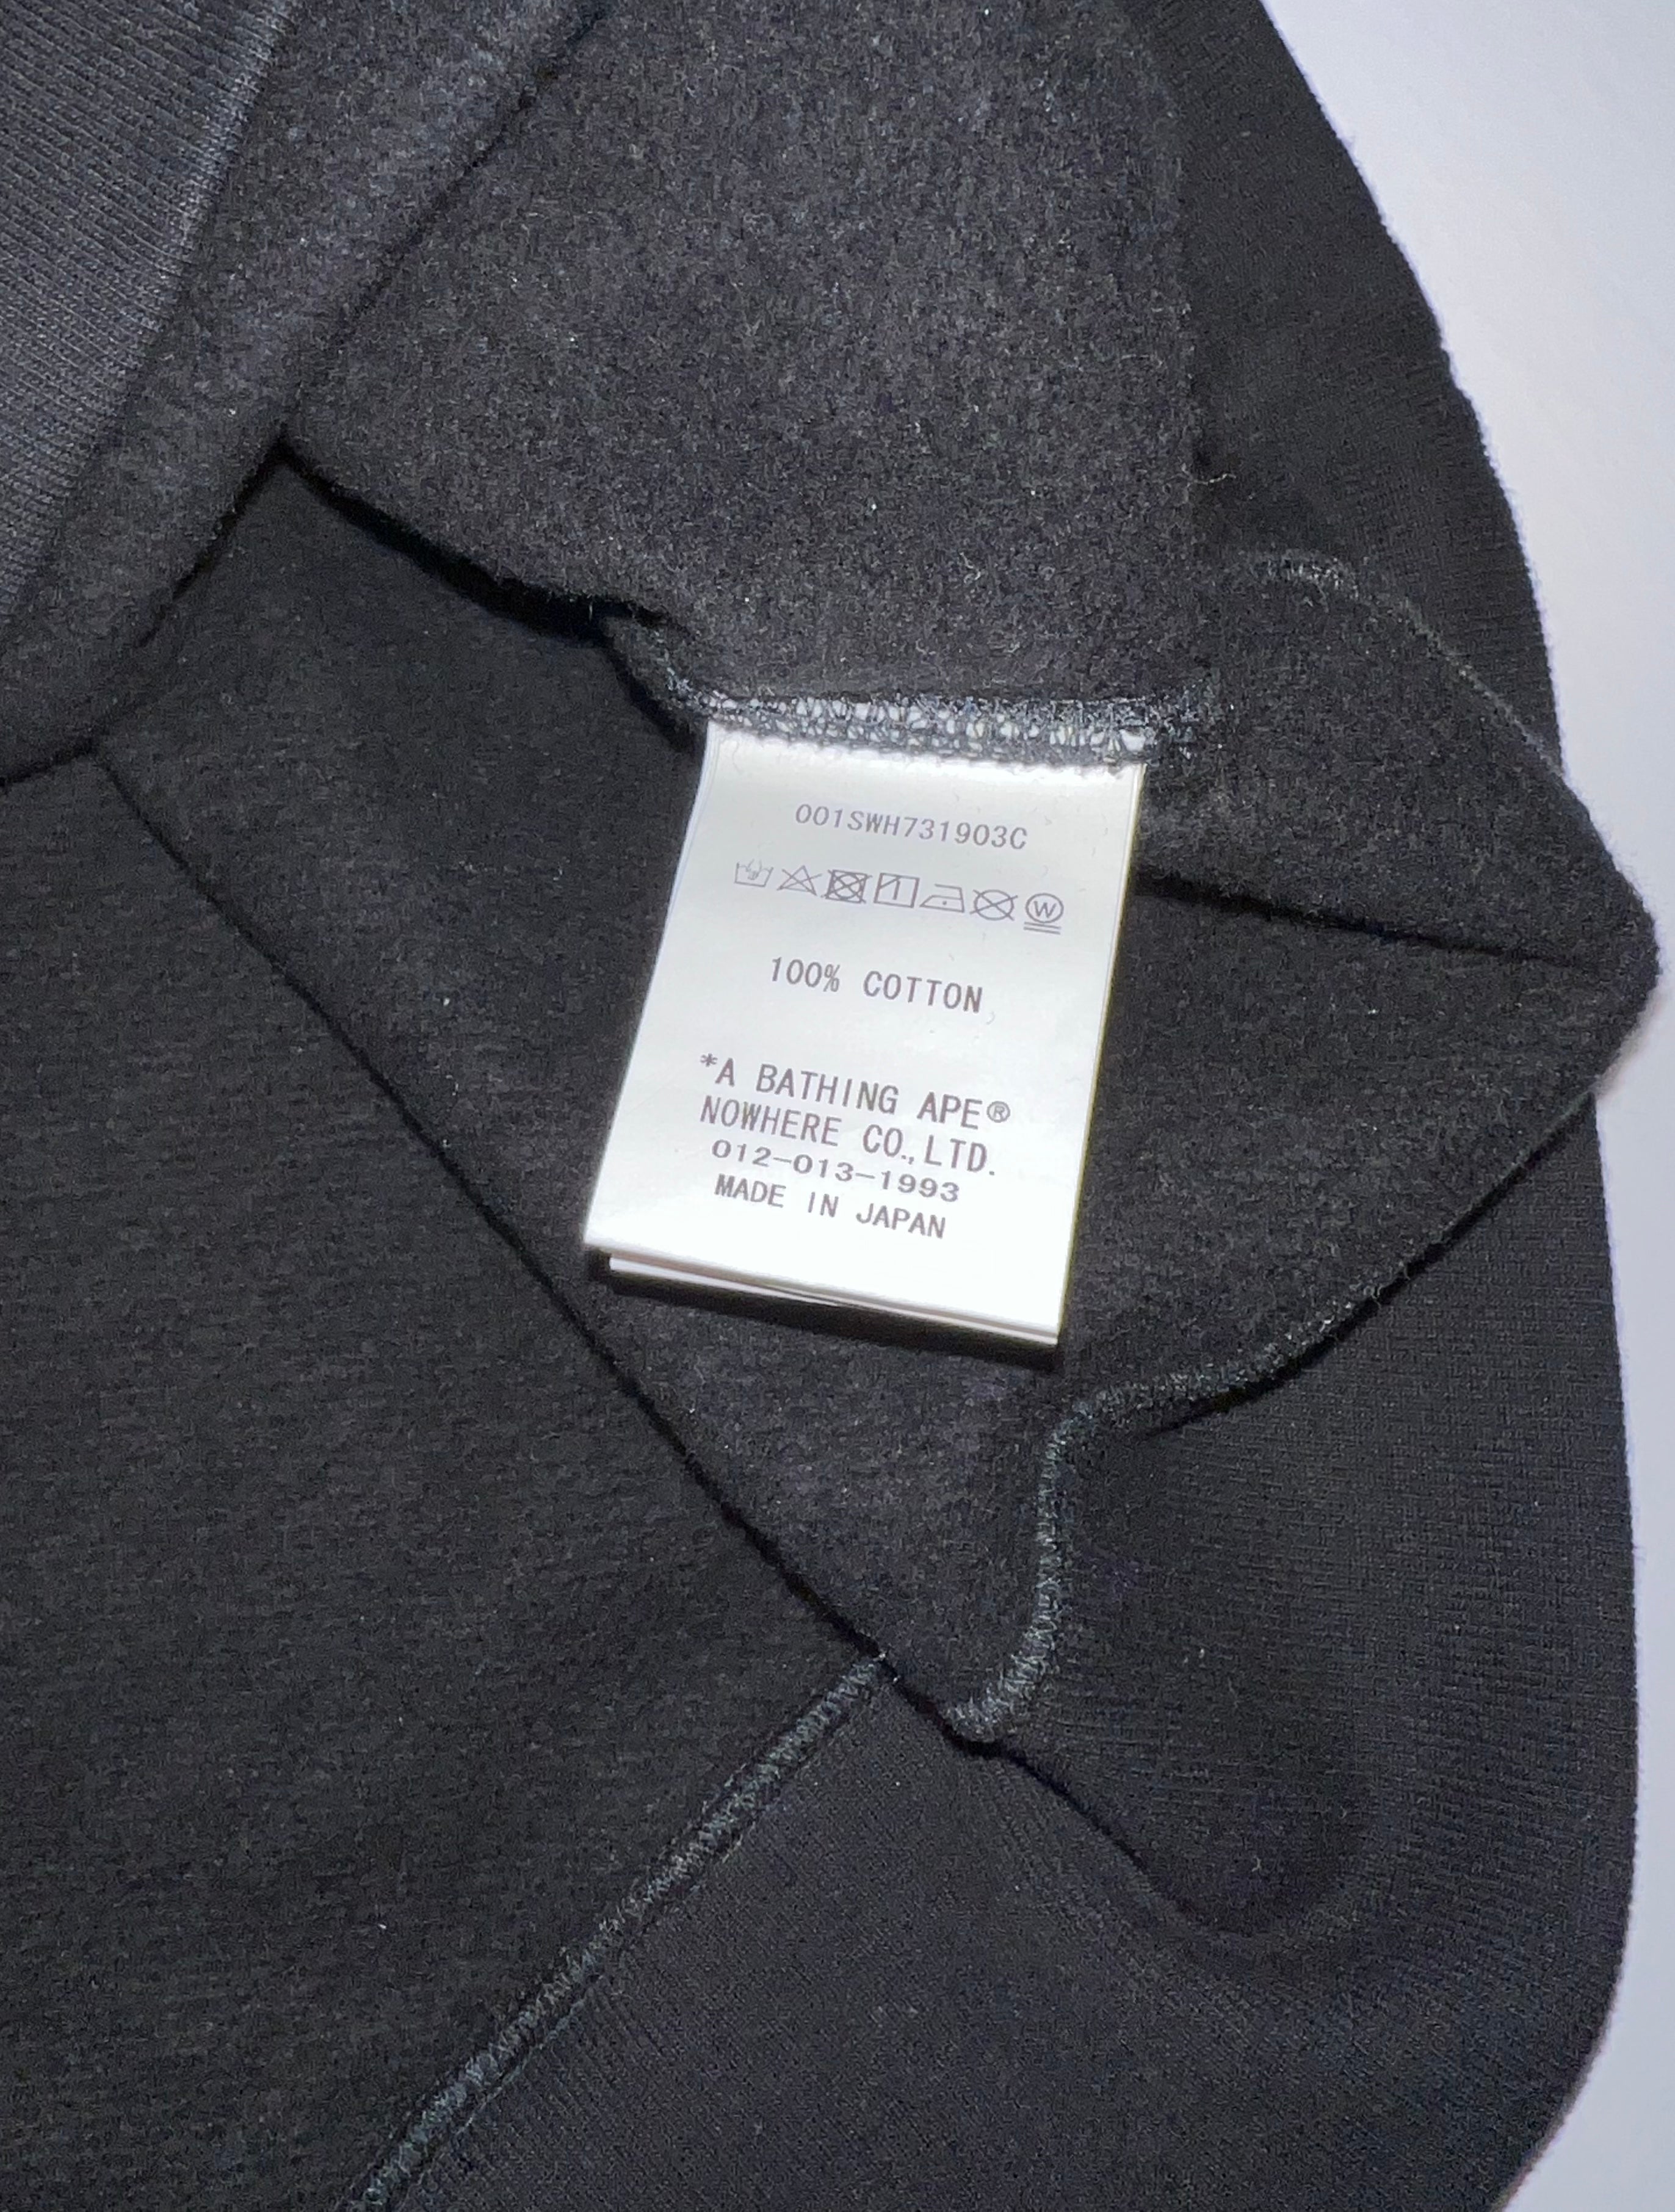 001SWH731903C
100% COTTON
*A BATHING APE®
NOWHERE CO.,LTD.
012-013-1993
MADE IN JAPAN